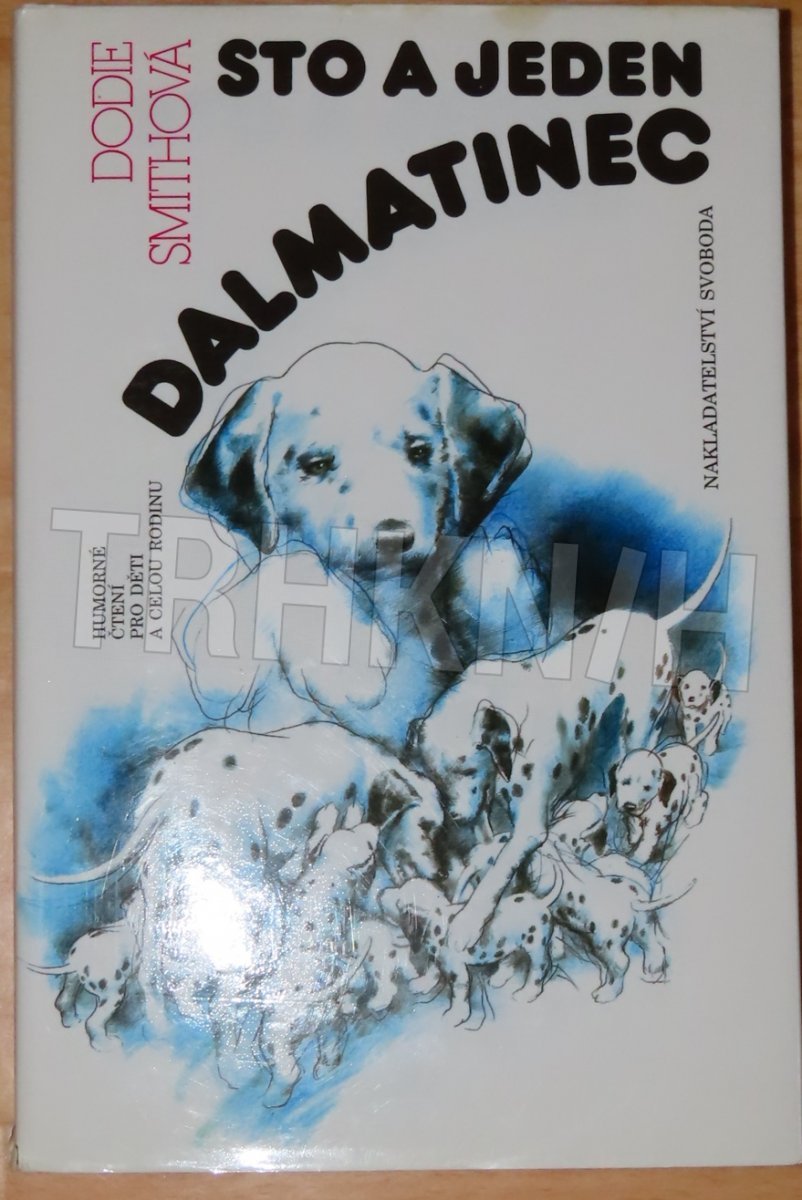 DODIE
SMITHOVÁ
STO A JEDEN
DALMATINEC
NAKLADATELSTVÍ SVOBODA
HUMORNÉ
ČTENÍ
PRO DĚTI
A CELOU RODINU
TRHKNIH